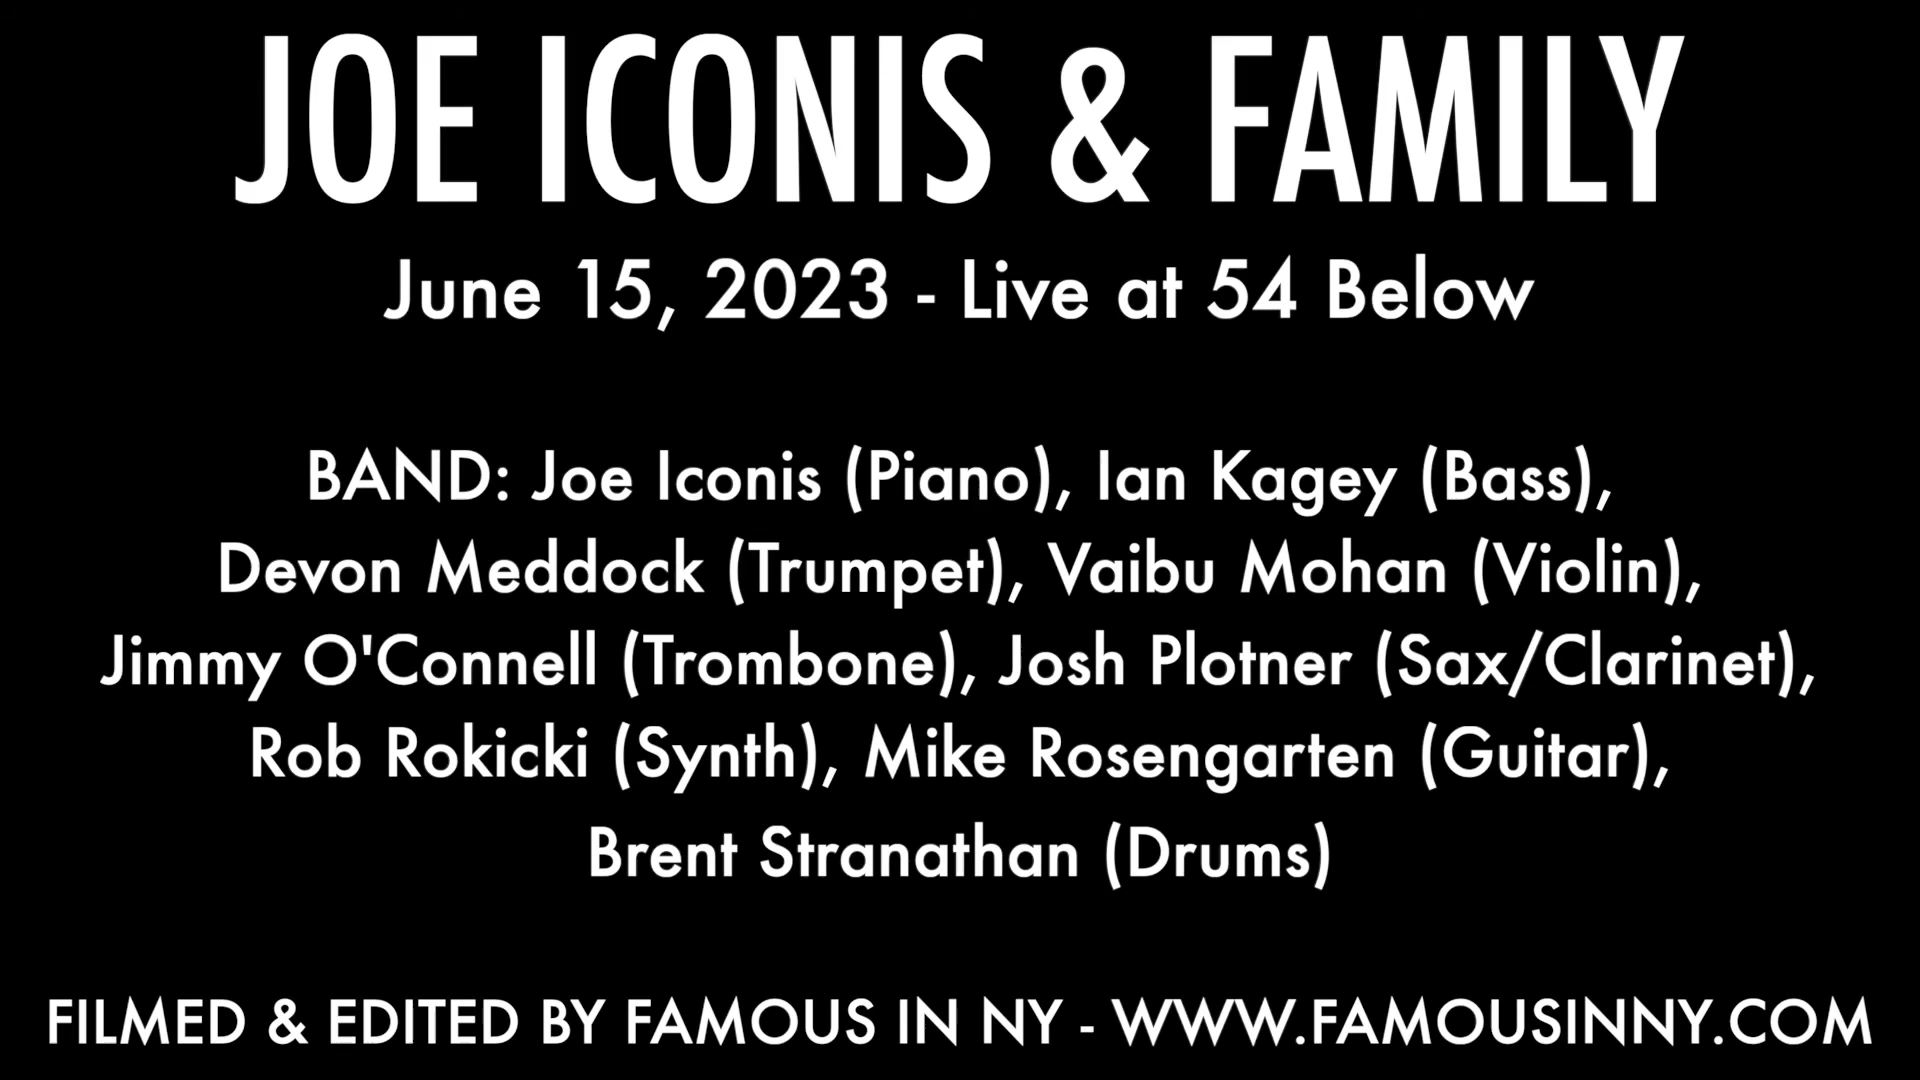 JOE ICONIS & FAMILY
June 15, 2023 - Live at 54 Below
BAND: Joe Iconis (Piano), Ian Kagey (Bass),
Devon Meddock (Trumpet), Vaibu Mohan (Violin),
Jimmy O'Connell (Trombone), Josh Plotner (Sax/Clarinet),
Rob Rokicki (Synth), Mike Rosengarten (Guitar),
Brent Stranathan (Drums)
FILMED & EDITED BY FAMOUS IN NY - WWW.FAMOUSINNY.COM